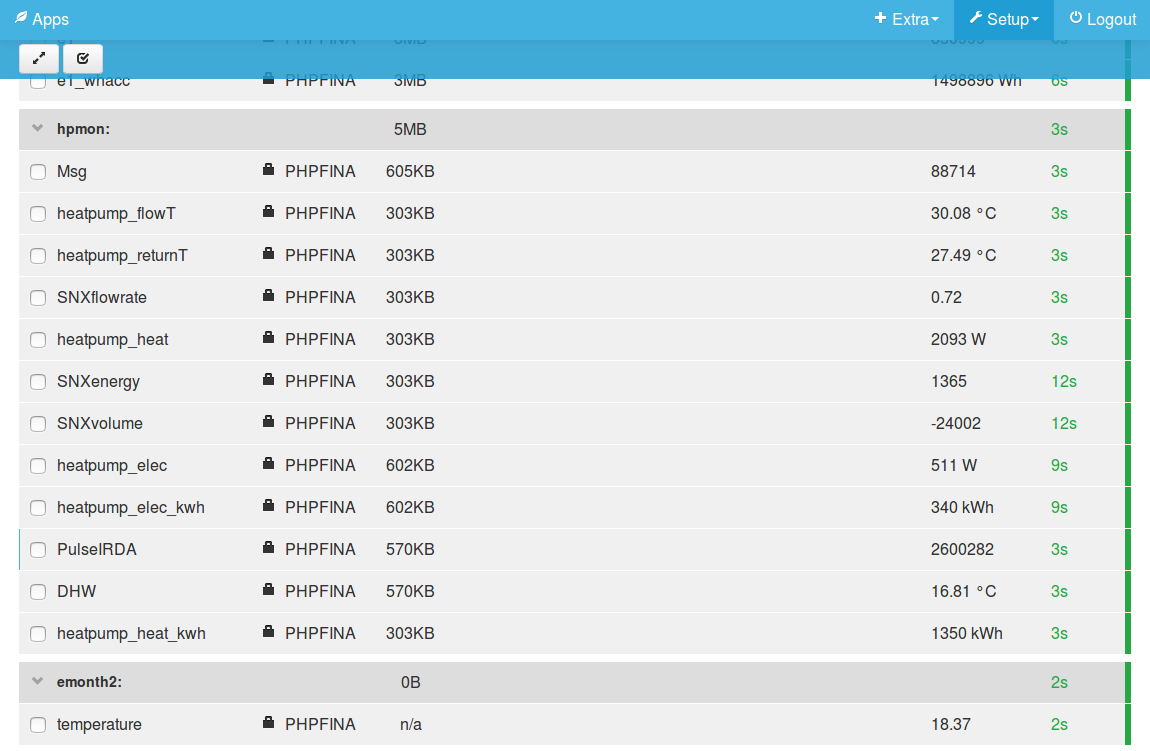 Apps Extra Setup Logout
e1_whacc PHPFINA 3MB 1498896 Wh 6s
hpmon: 5MB 3s
Msg PHPFINA 605KB 88714 3s
heatpump_flowT PHPFINA 303KB 30.08 °C 3s
heatpump_returnT PHPFINA 303KB 27.49 °C 3s
SNXflowrate PHPFINA 303KB 0.72 3s
heatpump_heat PHPFINA 303KB 2093 W 3s
SNXenergy PHPFINA 303KB 1365 12s
SNXvolume PHPFINA 303KB -24002 12s
heatpump_elec PHPFINA 602KB 511 W 9s
heatpump_elec_kwh PHPFINA 602KB 340 kWh 9s
PulseIRDA PHPFINA 570KB 2600282 3s
DHW PHPFINA 570KB 16.81 °C 3s
heatpump_heat_kwh PHPFINA 303KB 1350 kWh 3s
emonth2: 0B 2s
temperature PHPFINA n/a 18.37 2s